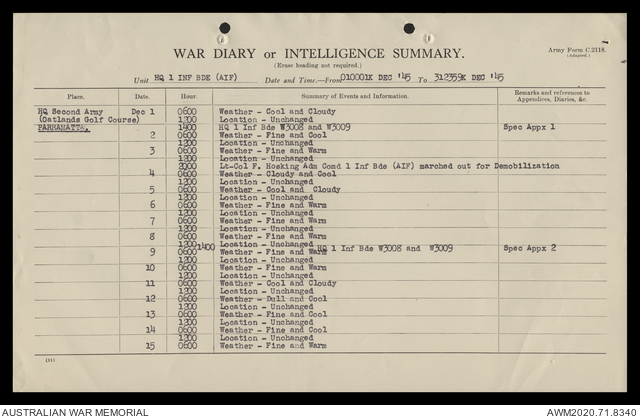 WAR DIARY or INTELLIGENCE SUMMARY.
Army Form C.2118.
(Adapted.)
(Erase heading not required.)
Unit HQ 1 INF BDE (AIF) Date and Time.—From 010001K DEC '45 To 312359K DEC '45
Place. Date. Hour. Summary of Events and Information. Remarks and references to Appendices, Diaries, &c.
HQ Second Army Dec 1 0600 Weather - Cool and Cloudy
(Oatlands Golf Course) 1200 Location - Unchanged
PARRAMATTA. 1400 HQ 1 Inf Bde W3008 and W3009 Spec Appx 1
2 0600 Weather - Fine and Cool
1200 Location - Unchanged
3 0600 Weather - Fine and Warm
1200 Location - Unchanged
Lt-Col F. Hosking Adm Comd 1 Inf Bde (AIF) marched out for Demobilization
4 0600 Weather - Cloudy and Cool
1200 Location - Unchanged
5 0600 Weather - Cool and Cloudy
1200 Location - Unchanged
6 0600 Weather - Fine and Warm
1200 Location - Unchanged
7 0600 Weather - Fine and Warm
1200 Location - Unchanged
8 0600 Weather - Fine and Warm
1200 Location - Unchanged
1400 HQ 1 Inf Bde W3008 and W3009 Spec Appx 2
9 0600 Weather - Fine and Warm
1200 Location - Unchanged
10 0600 Weather - Fine and Warm
1200 Location - Unchanged
11 0600 Weather - Cool and Cloudy
1200 Location - Unchanged
12 0600 Weather - Dull and Cool
1200 Location - Unchanged
13 0600 Weather - Fine and Cool
1200 Location - Unchanged
14 0600 Weather - Fine and Cool
1200 Location - Unchanged
15 0600 Weather - Fine and Warm
AUSTRALIAN WAR MEMORIAL
AWM2020.71.8340